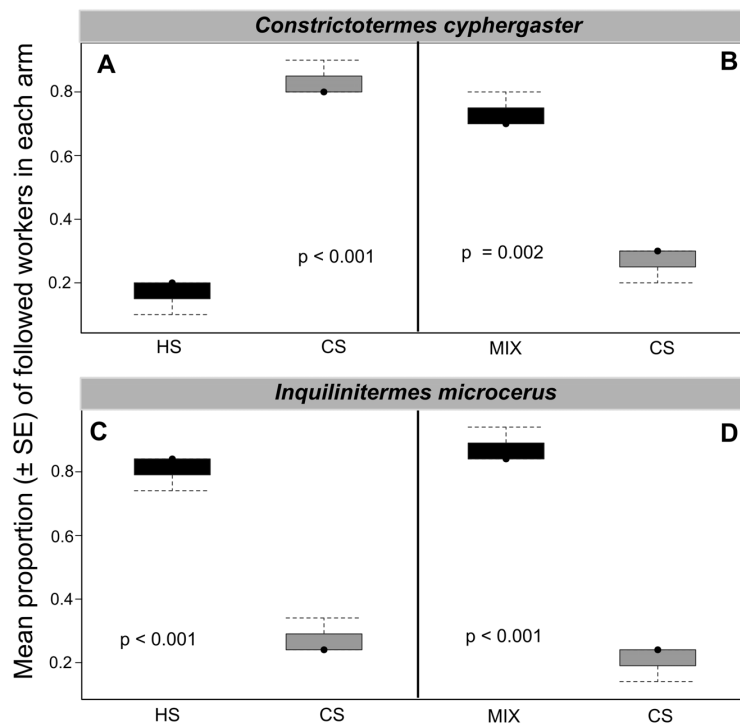 Constrictotermes cyphergaster
A
B
0.8
0.6
0.4
0.2
p < 0.001
p = 0.002
HS
CS
MIX
CS
Mean proportion (± SE) of followed workers in each arm
Inquilinitermes microcerus
C
D
0.8
0.6
0.4
0.2
p < 0.001
p < 0.001
HS
CS
MIX
CS